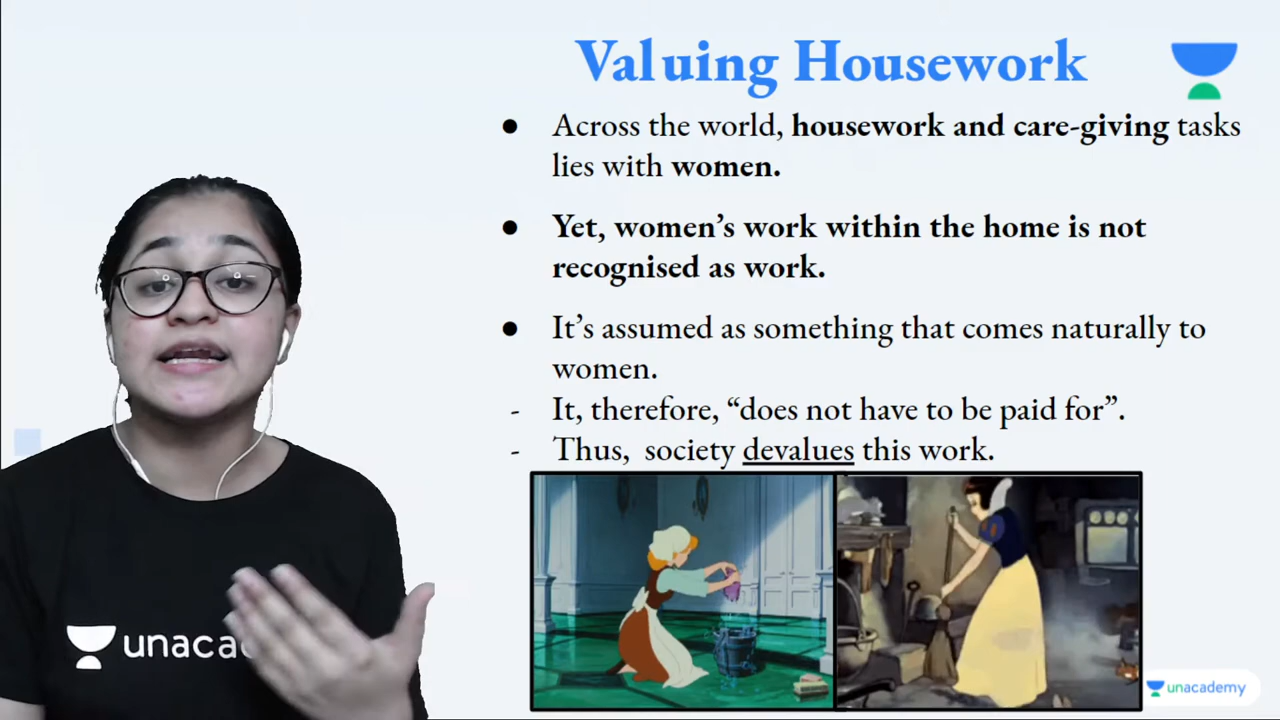 Valuing Housework
● Across the world, housework and care-giving tasks
lies with women.
● Yet, women’s work within the home is not
recognised as work.
● It’s assumed as something that comes naturally to
women.
- It, therefore, “does not have to be paid for”.
- Thus, society devalues this work.
unacademy